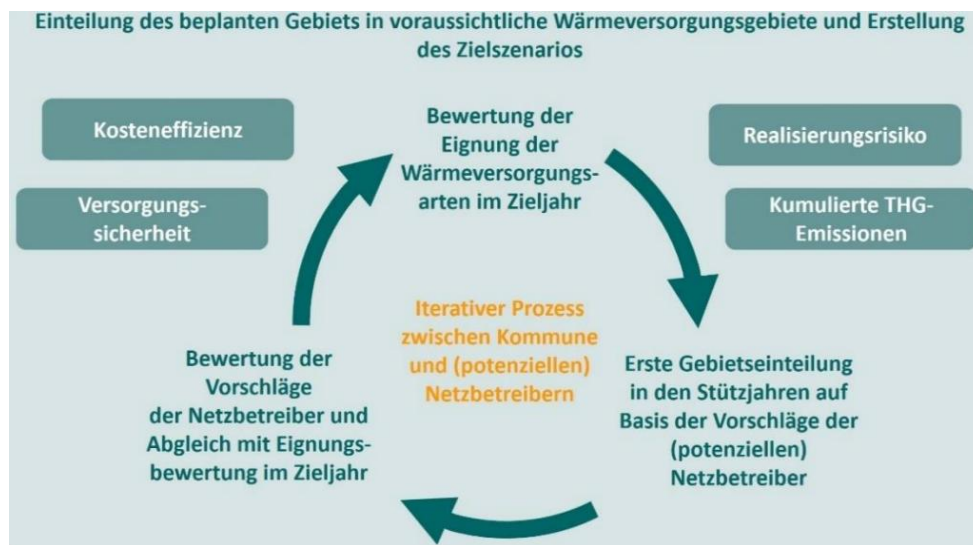 Einteilung des beplanten Gebiets in voraussichtliche Wärmeversorgungsgebiete und Erstellung
des Zielszenarios
Kosteneffizienz
Versorgungs-
sicherheit
Bewertung der
Eignung der
Wärmeversorgungs-
arten im Zieljahr
Realisierungsrisiko
Kumulierte THG-
Emissionen
Iterativer Prozess
zwischen Kommune
und (potenziellen)
Netzbetreibern
Erste Gebietseinteilung
in den Stützjahren auf
Basis der Vorschläge der
(potenziellen)
Netzbetreiber
Bewertung der
Vorschläge
der Netzbetreiber und
Abgleich mit Eignungs-
bewertung im Zieljahr